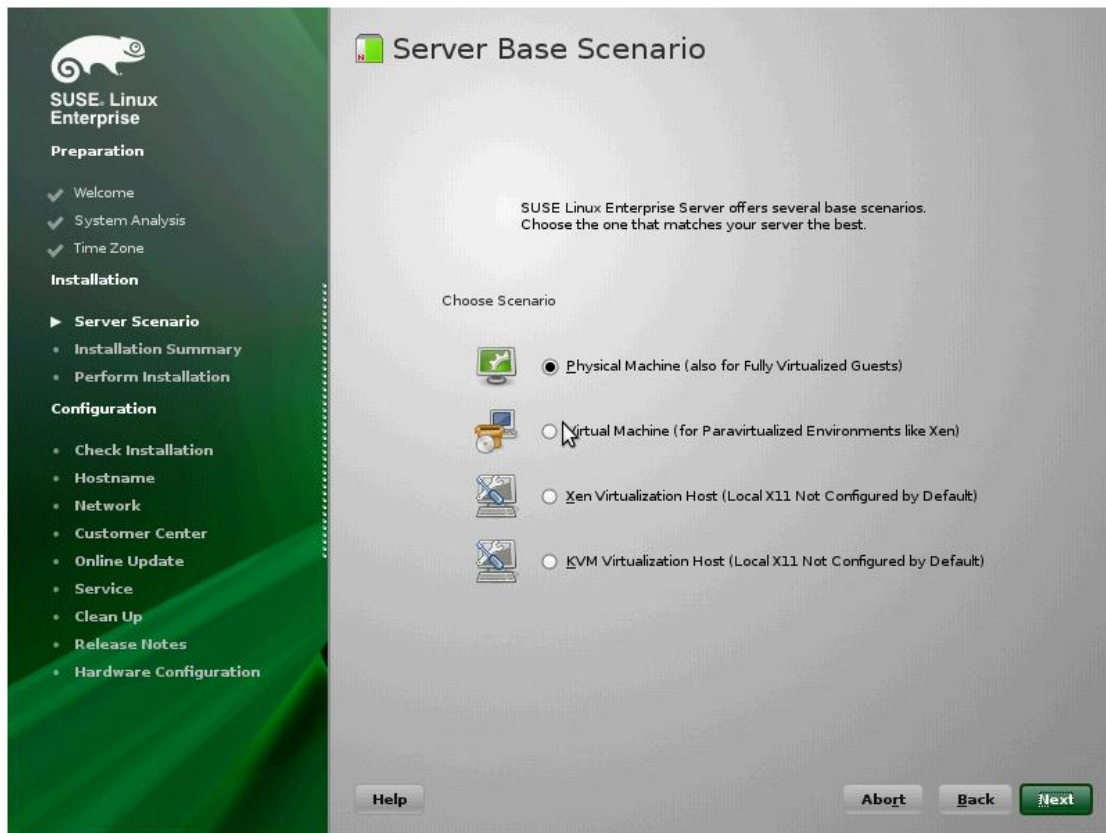 SUSE. Linux
Enterprise
Preparation
Welcome
System Analysis
Time Zone
Installation
Server Scenario
Installation Summary
Perform Installation
Configuration
Check Installation
Hostname
Network
Customer Center
Online Update
Service
Clean Up
Release Notes
Hardware Configuration
Server Base Scenario
SUSE Linux Enterprise Server offers several base scenarios.
Choose the one that matches your server the best.
Choose Scenario
Physical Machine (also for Fully Virtualized Guests)
Virtual Machine (for Paravirtualized Environments like Xen)
Xen Virtualization Host (Local X11 Not Configured by Default)
KVM Virtualization Host (Local X11 Not Configured by Default)
Help
Abort
Back
Next